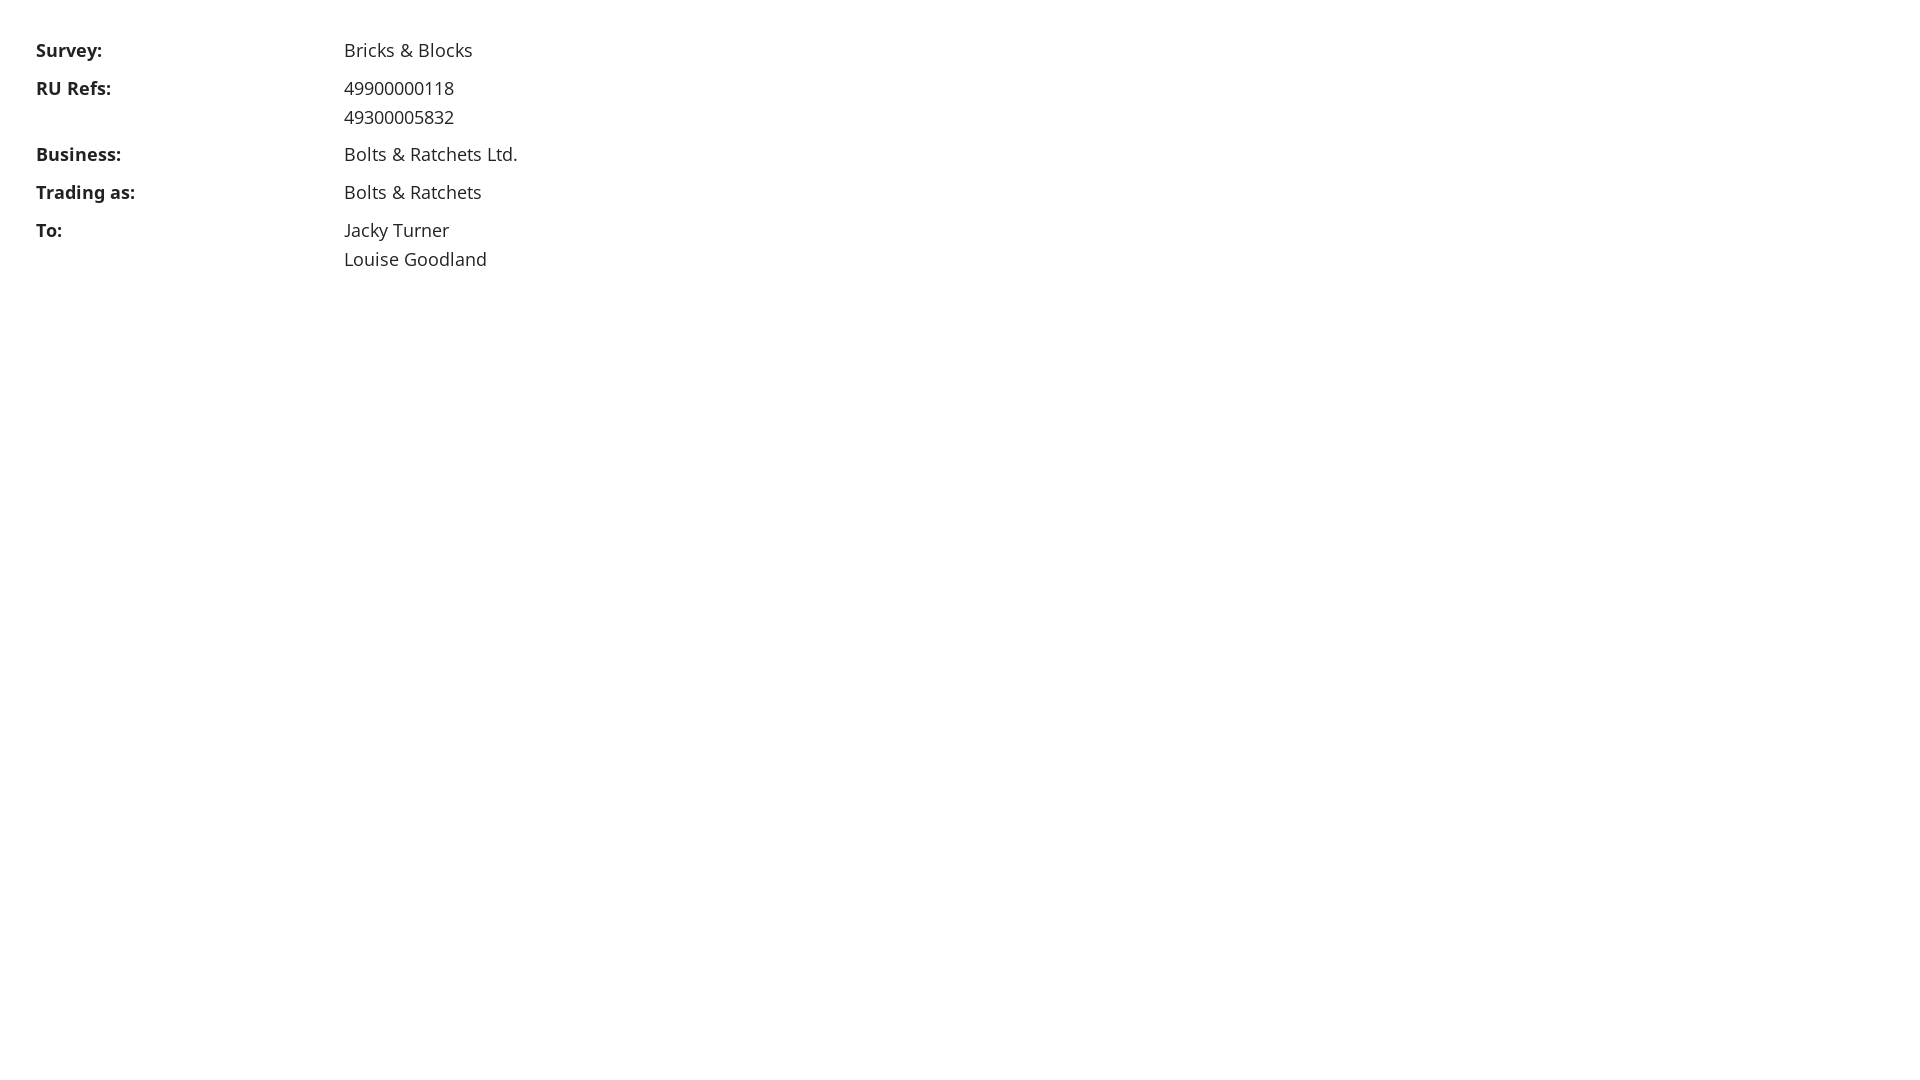 Survey: Bricks & Blocks
RU Refs: 49900000118
49300005832
Business: Bolts & Ratchets Ltd.
Trading as: Bolts & Ratchets
To: Jacky Turner
Louise Goodland